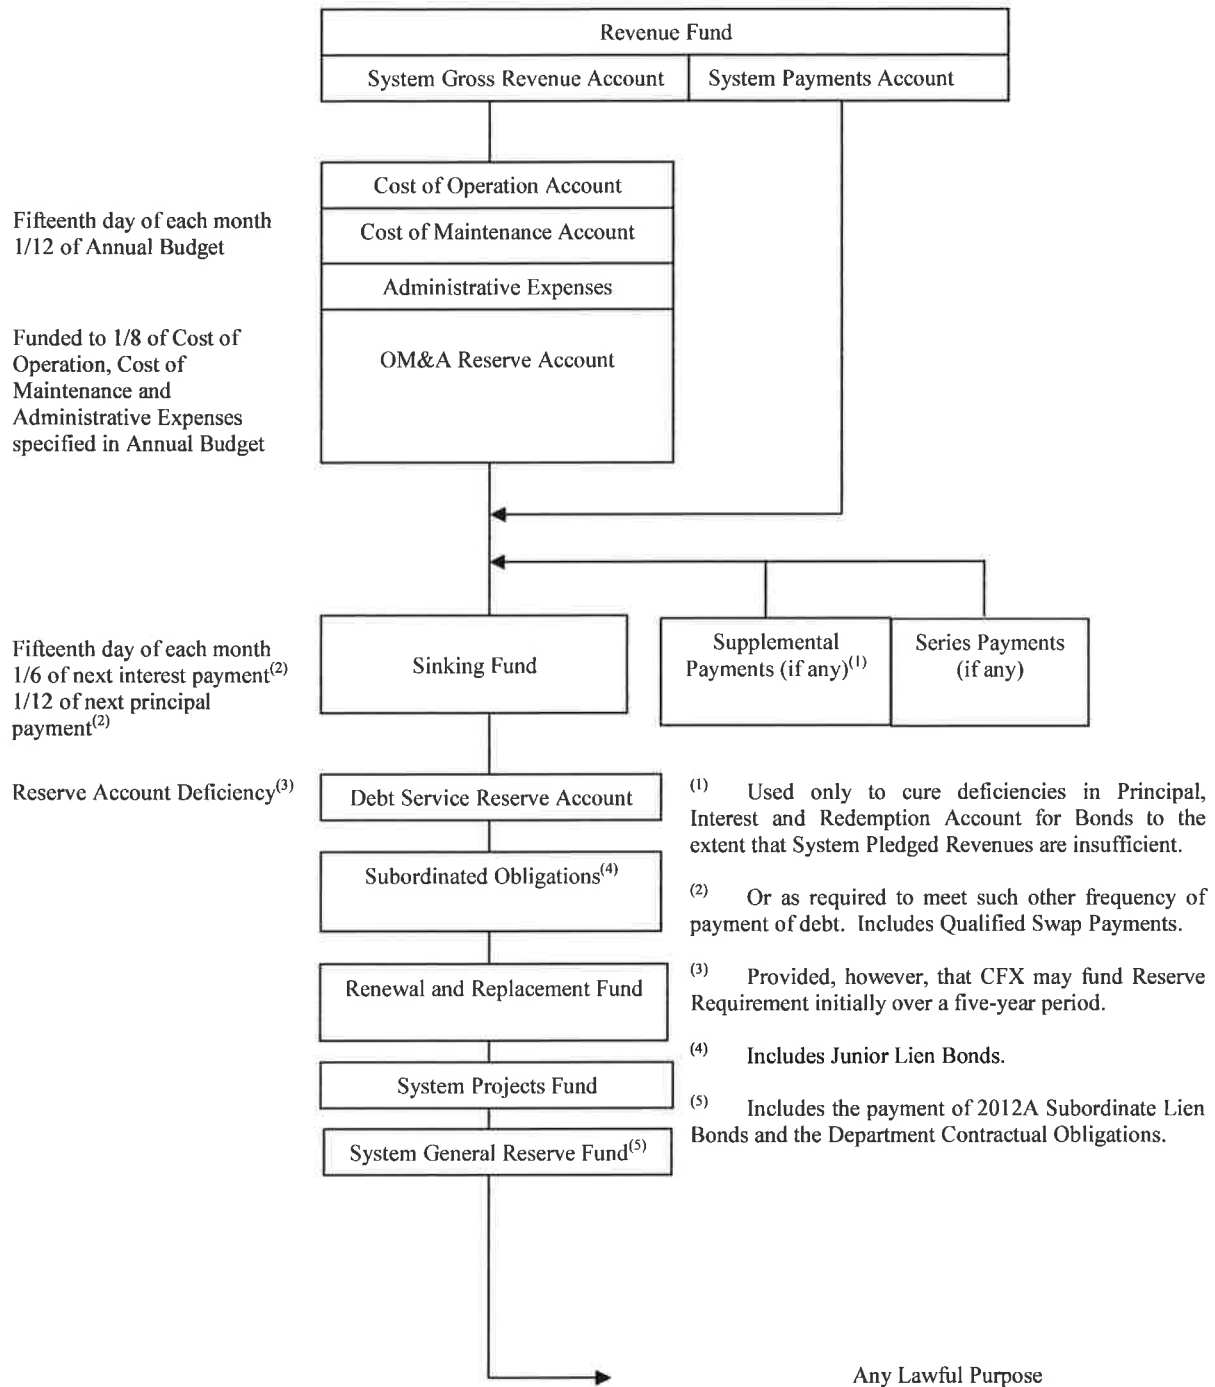 Revenue Fund
System Gross Revenue Account
System Payments Account
Cost of Operation Account
Fifteenth day of each month
1/12 of Annual Budget
Cost of Maintenance Account
Administrative Expenses
Funded to 1/8 of Cost of
Operation, Cost of
Maintenance and
Administrative Expenses
specified in Annual Budget
OM&A Reserve Account
Fifteenth day of each month
1/6 of next interest payment(2)
1/12 of next principal
payment(2)
Sinking Fund
Supplemental
Payments (if any)(1)
Series Payments
(if any)
Reserve Account Deficiency(3)
Debt Service Reserve Account
Subordinated Obligations(4)
Renewal and Replacement Fund
System Projects Fund
System General Reserve Fund(5)
(1) Used only to cure deficiencies in Principal,
Interest and Redemption Account for Bonds to the
extent that System Pledged Revenues are insufficient.
(2) Or as required to meet such other frequency of
payment of debt. Includes Qualified Swap Payments.
(3) Provided, however, that CFX may fund Reserve
Requirement initially over a five-year period.
(4) Includes Junior Lien Bonds.
(5) Includes the payment of 2012A Subordinate Lien
Bonds and the Department Contractual Obligations.
Any Lawful Purpose